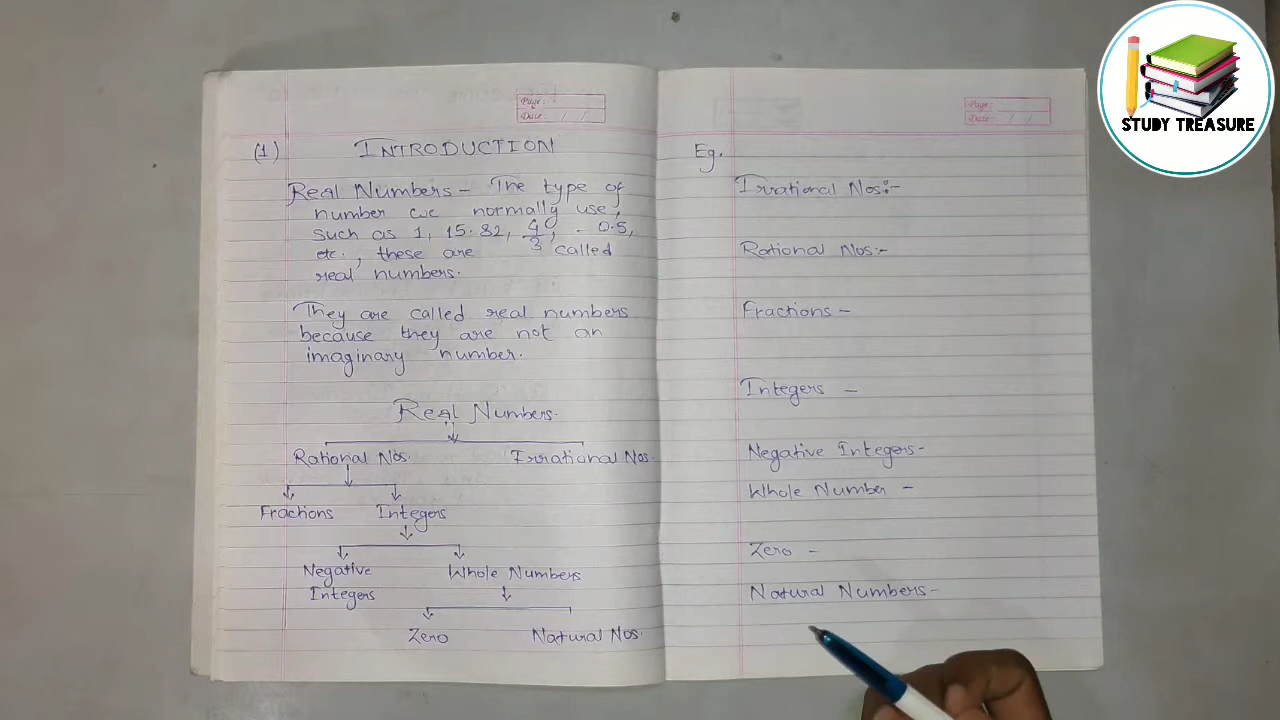 Page:
Date: / /
(1) INTRODUCTION
Real Numbers - The type of
number we normally use,
such as 1, 15.82, 4/3, - 0.5,
etc., these are called
real numbers.
They are called real numbers
because they are not an
imaginary number.
Real Numbers.
Rational Nos. Irrational Nos.
Fractions Integers
Negative Whole Numbers
Integers
Zero Natural Nos.
Page:
Date: / /
Eg.
Irrational Nos:-
Rational Nos:-
Fractions -
Integers -
Negative Integers-
Whole Number -
Zero -
Natural Numbers-
STUDY TREASURE